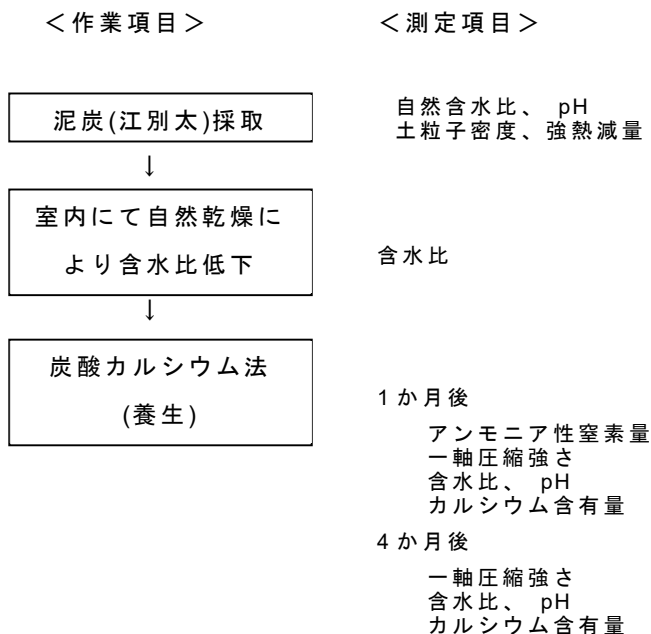 ＜作業項目＞ ＜測定項目＞
泥炭(江別太)採取
自然含水比、 pH
土粒子密度、強熱減量
↓
室内にて自然乾燥に
より含水比低下
含水比
↓
炭酸カルシウム法
(養生)
1か月後
アンモニア性窒素量
一軸圧縮強さ
含水比、 pH
カルシウム含有量
4か月後
一軸圧縮強さ
含水比、 pH
カルシウム含有量